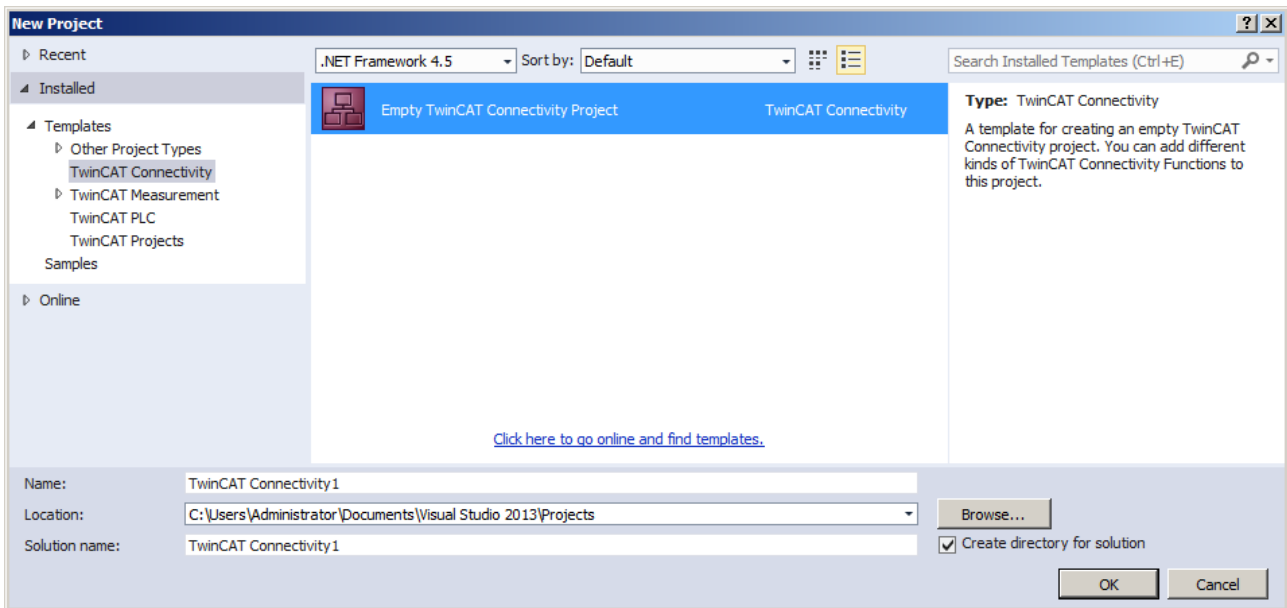 New Project
Recent
.NET Framework 4.5
Sort by: Default
Search Installed Templates (Ctrl+E)
Installed
Templates
Other Project Types
TwinCAT Connectivity
TwinCAT Measurement
TwinCAT PLC
TwinCAT Projects
Samples
Online
Empty TwinCAT Connectivity Project TwinCAT Connectivity
Click here to go online and find templates.
Type: TwinCAT Connectivity
A template for creating an empty TwinCAT
Connectivity project. You can add different
kinds of TwinCAT Connectivity Functions to
this project.
Name: TwinCAT Connectivity1
Location: C:\Users\Administrator\Documents\Visual Studio 2013\Projects
Browse...
Solution name: TwinCAT Connectivity1
Create directory for solution
OK
Cancel